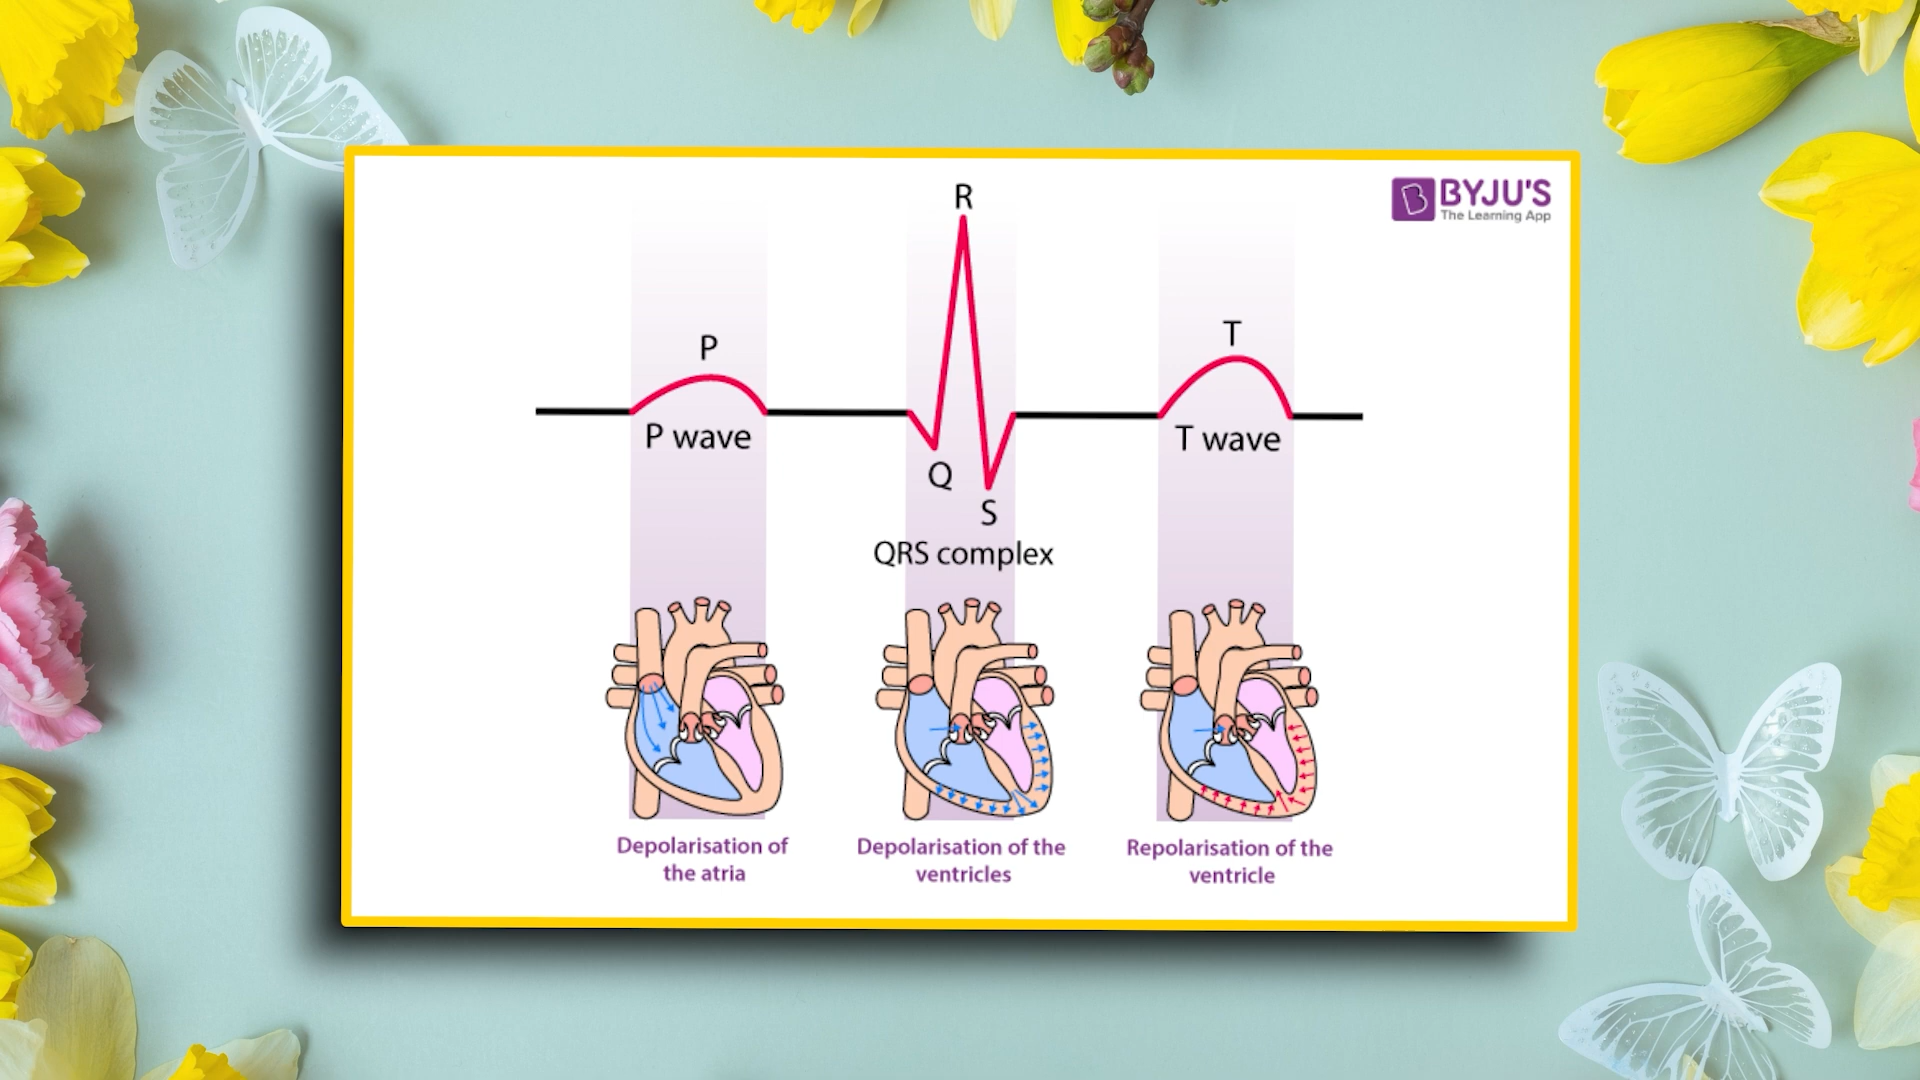 R
BYJU'S
The Learning App
P
T
P wave
T wave
Q
S
QRS complex
Depolarisation of
the atria
Depolarisation of the
ventricles
Repolarisation of the
ventricle